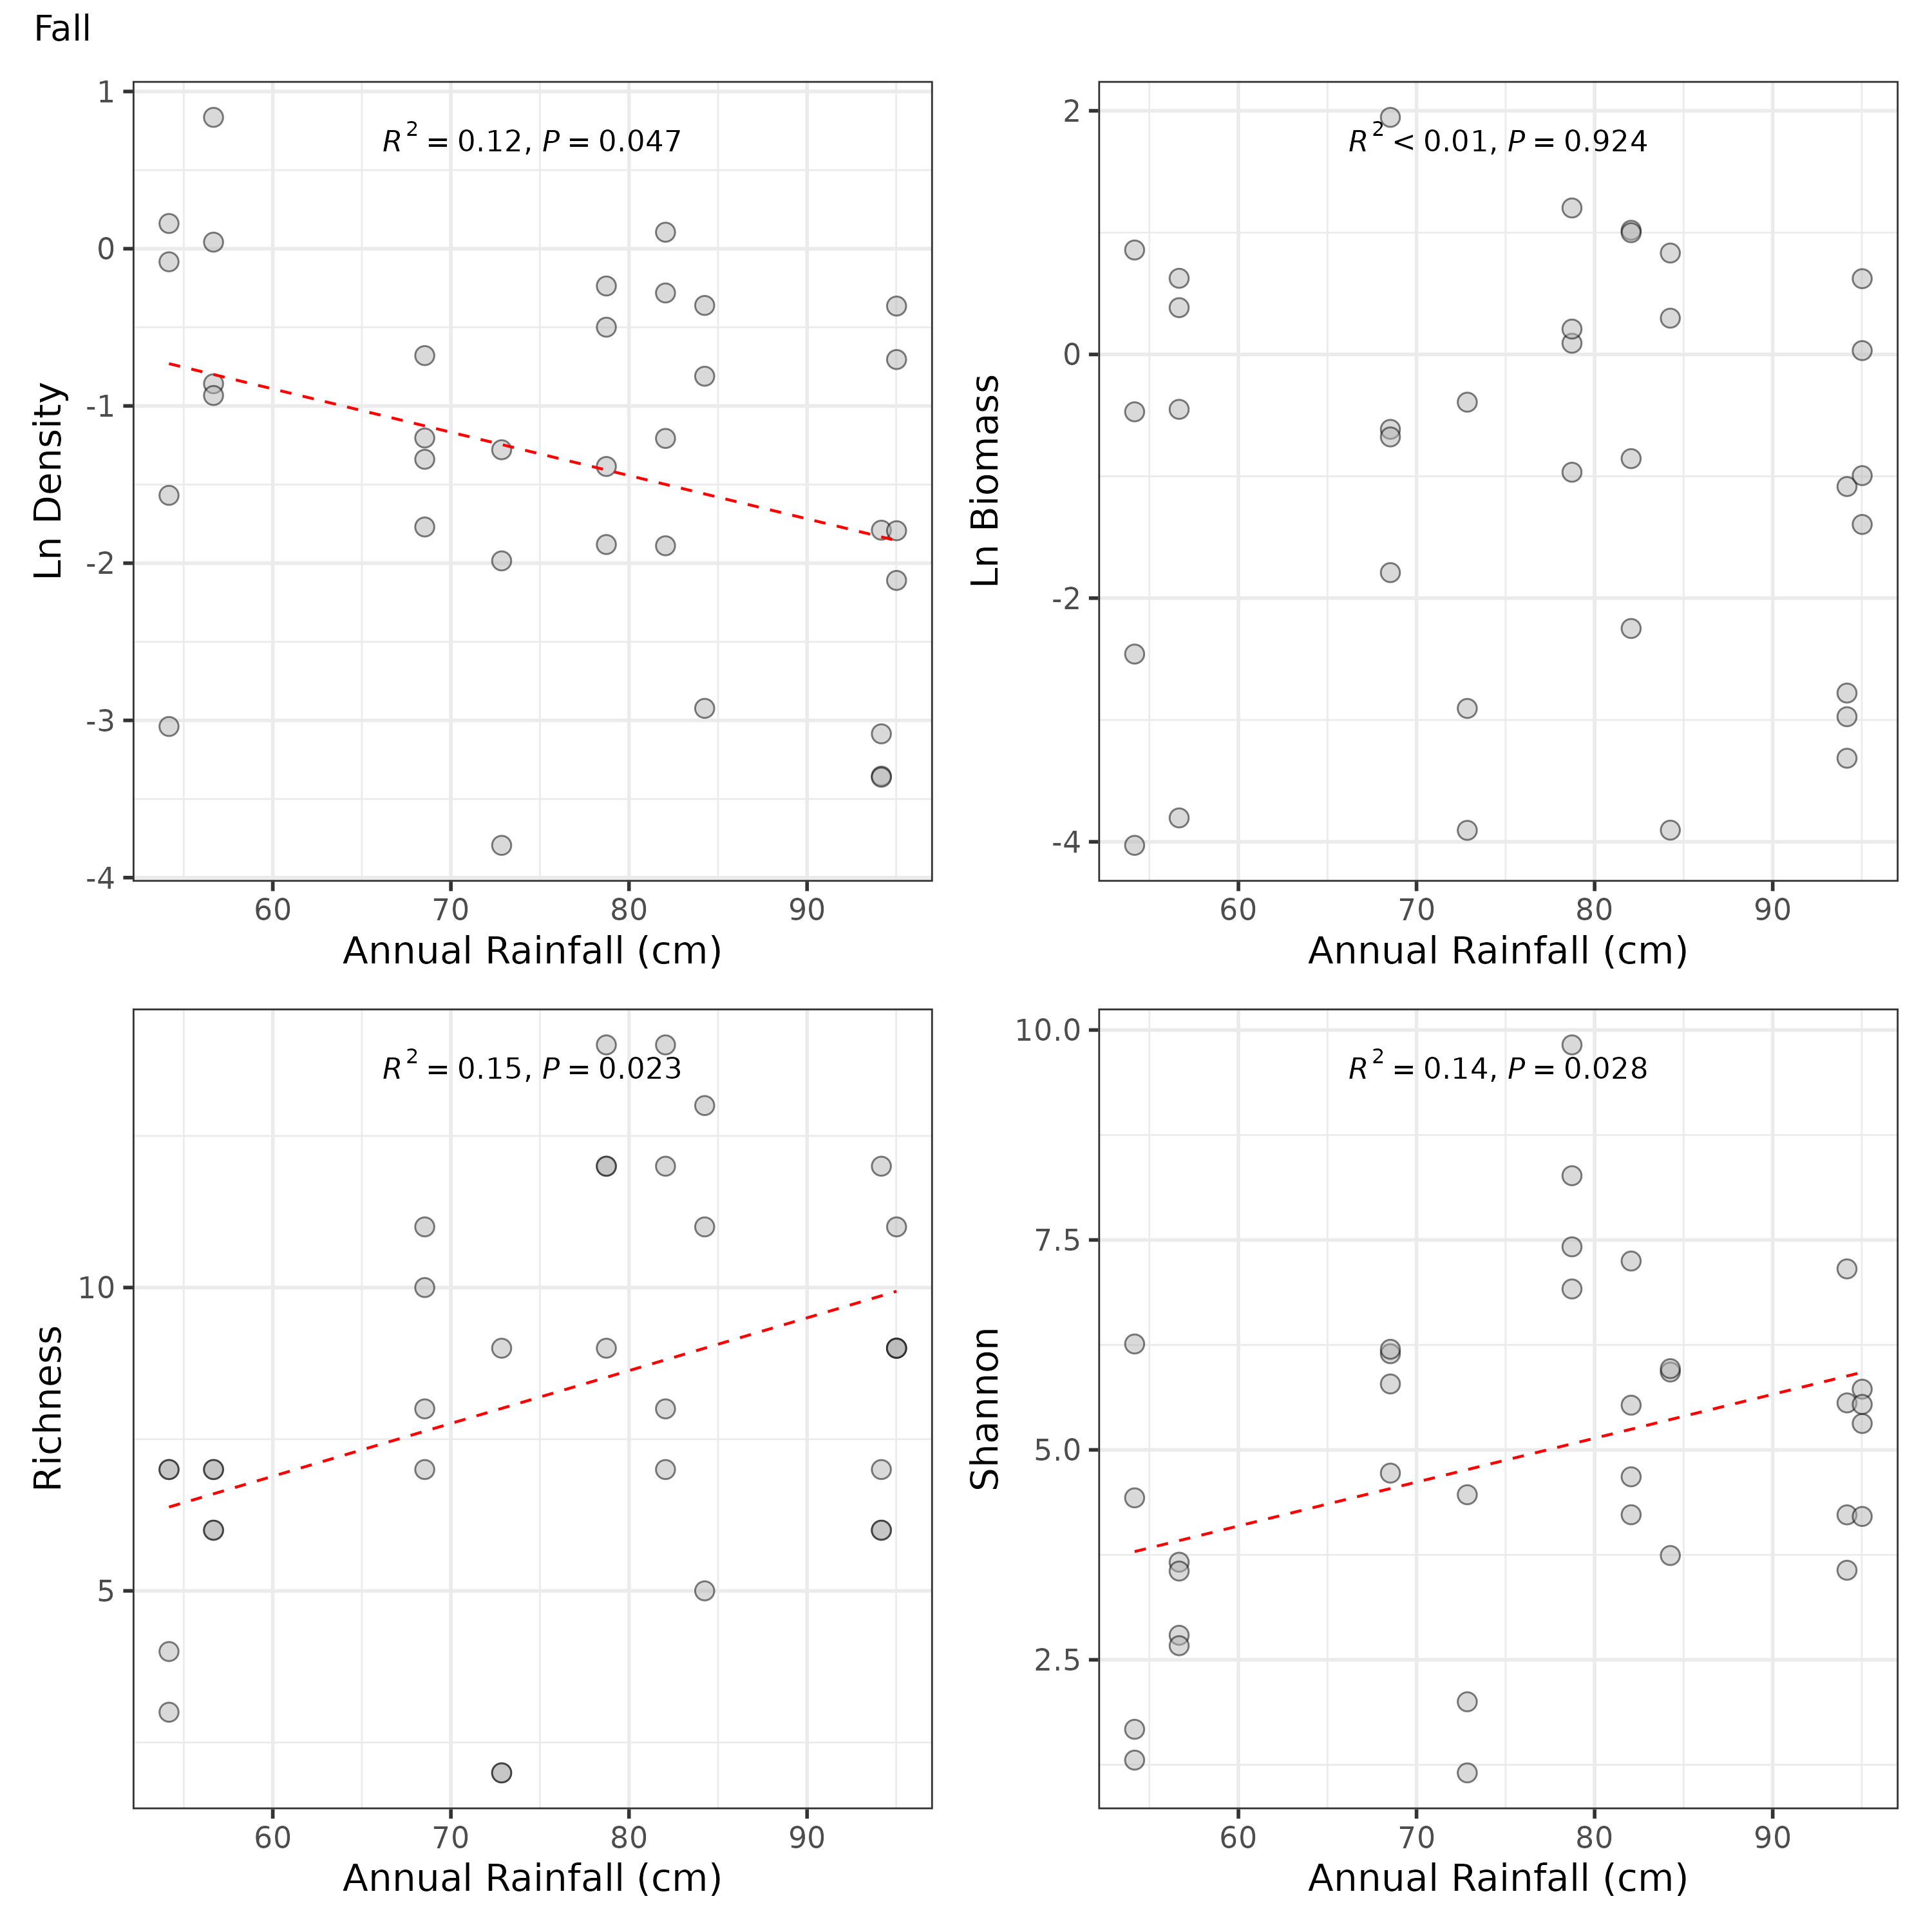 Fall
R² = 0.12, P = 0.047
1
0
-1
-2
-3
-4
Ln Density
60 70 80 90
Annual Rainfall (cm)
R² < 0.01, P = 0.924
2
0
-2
-4
Ln Biomass
60 70 80 90
Annual Rainfall (cm)
R² = 0.15, P = 0.023
10
5
Richness
60 70 80 90
Annual Rainfall (cm)
R² = 0.14, P = 0.028
10.0
7.5
5.0
2.5
Shannon
60 70 80 90
Annual Rainfall (cm)